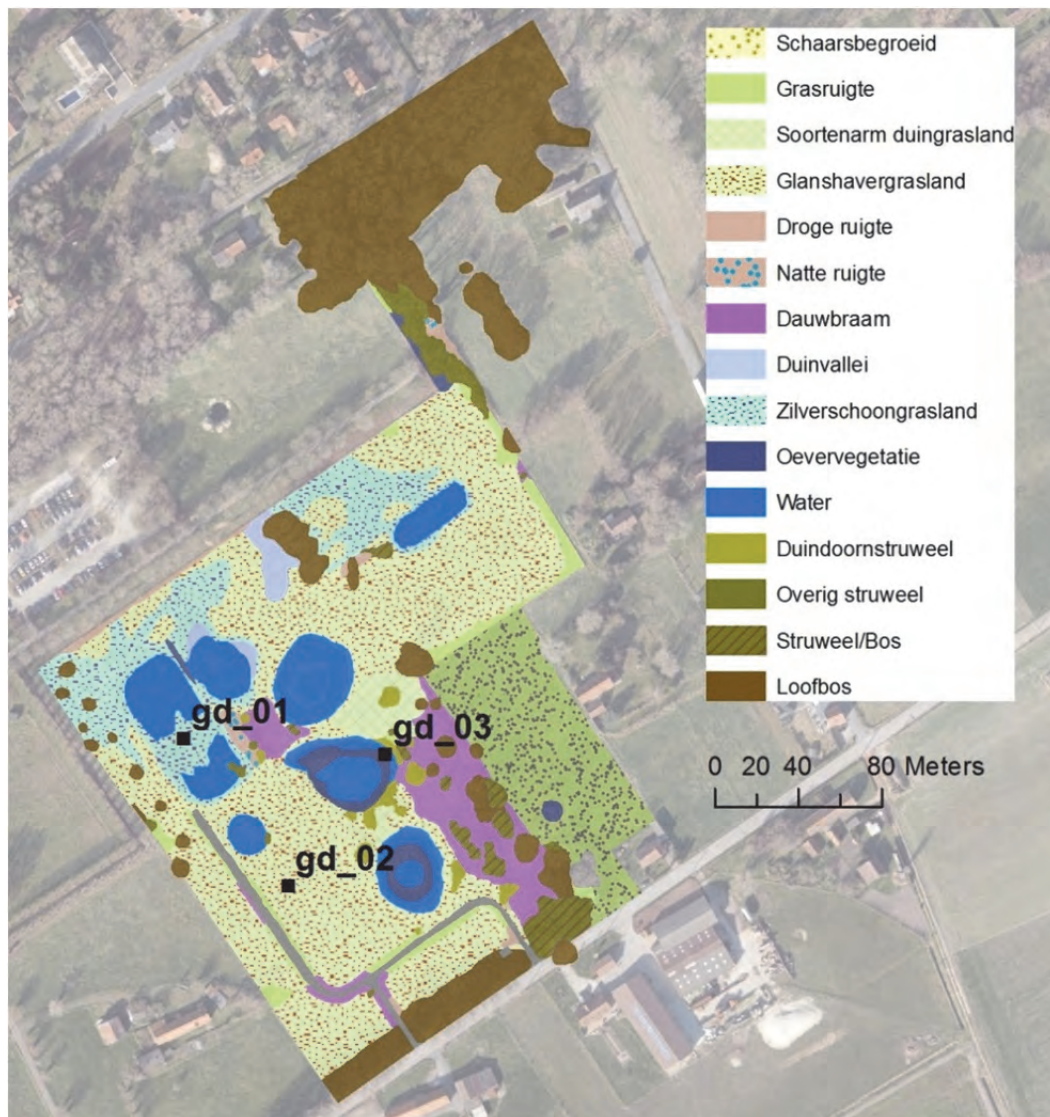 Schaarsbegroeid
Grasruigte
Soortenarm duingrasland
Glanshavergrasland
Droge ruigte
Natte ruigte
Dauwbraam
Duinvallei
Zilverschoongrasland
Oevervegetatie
Water
Duindoornstruweel
Overig struweel
Struweel/Bos
Loofbos
gd_01
gd_03
0 20 40 80 Meters
gd_02